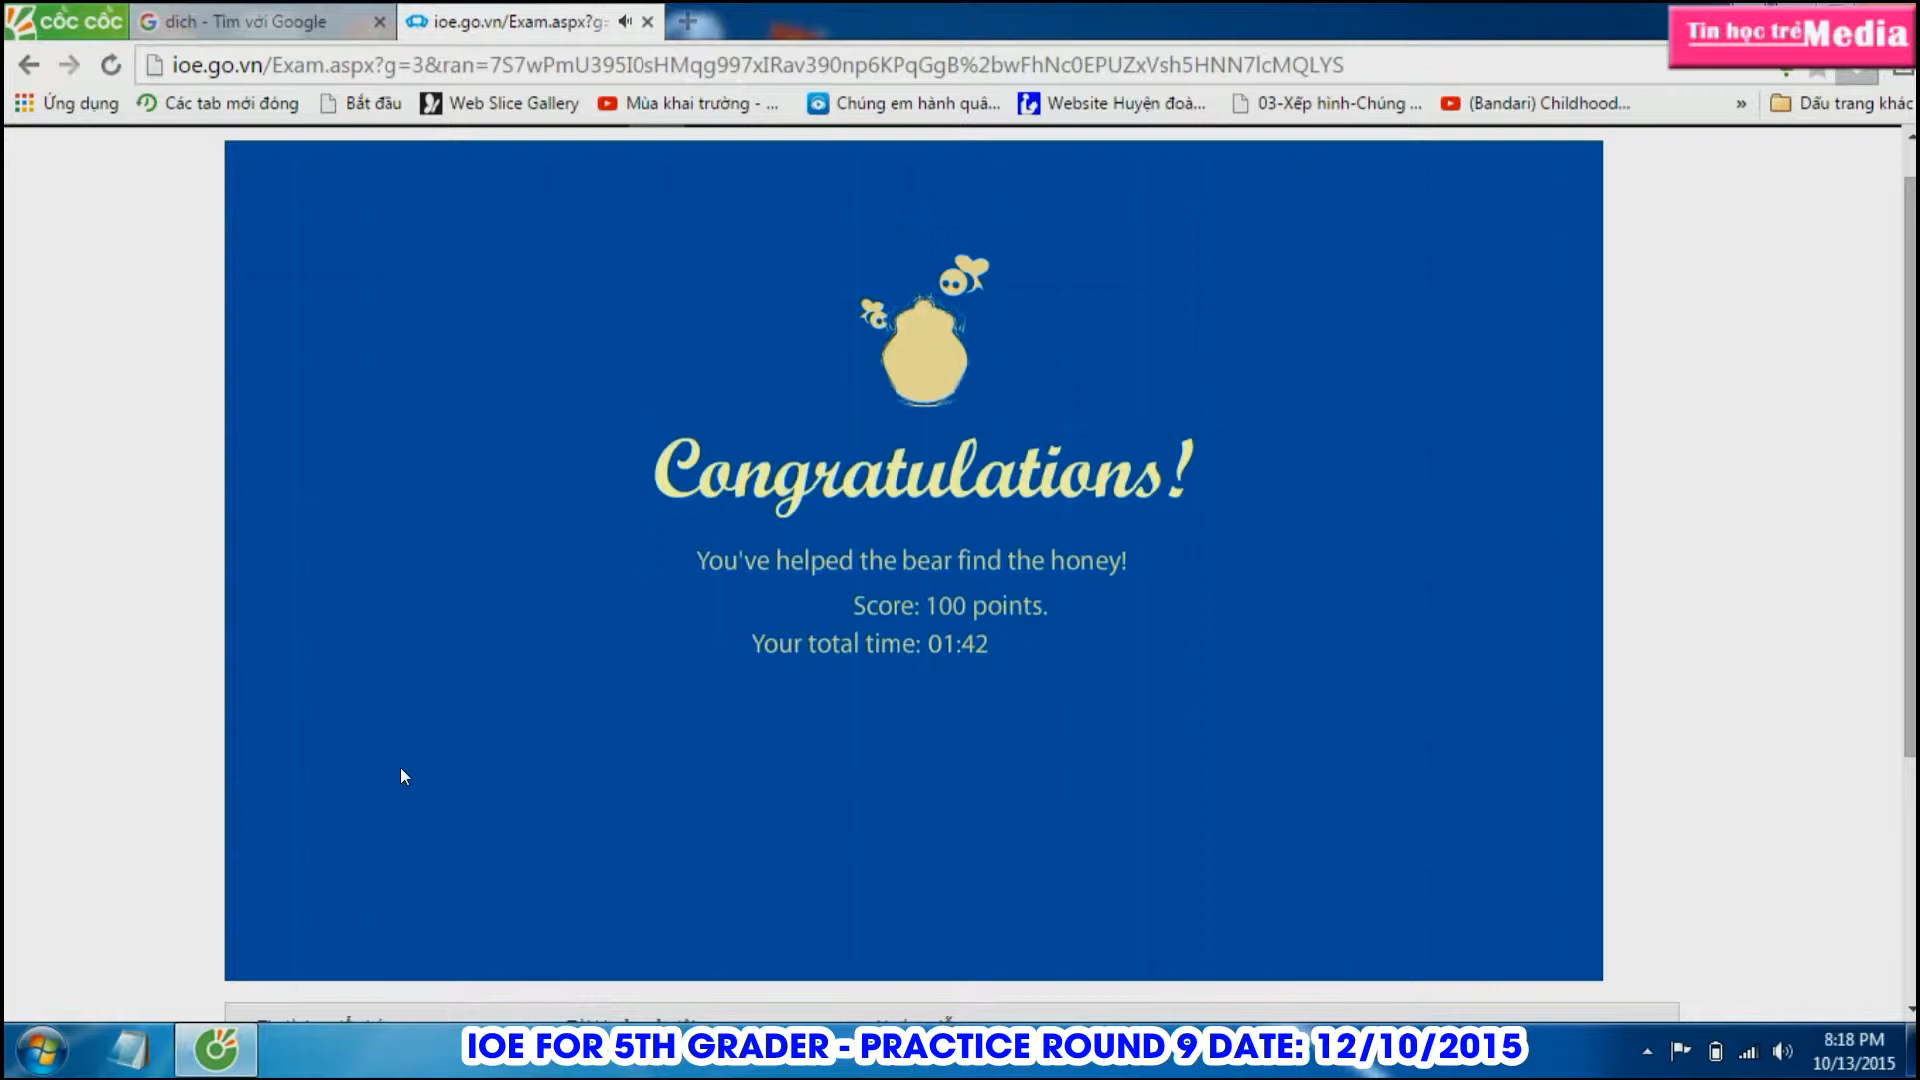 cốc cốc
dich - Tìm với Google
ioe.go.vn/Exam.aspx?g=
Tin học trẻ Media
ioe.go.vn/Exam.aspx?g=3&ran=7S7wPmU395I0sHMqg997xIRav390np6KPqGgB%2bwFhNc0EPUZxVsh5HNN7lcMQLYS
Ứng dụng
Các tab mới đóng
Bắt đầu
Web Slice Gallery
Mùa khai trường - ...
Chúng em hành quâ...
Website Huyện đoà...
03-Xếp hình-Chúng ...
(Bandari) Childhood...
»
Dấu trang khác
Congratulations!
You've helped the bear find the honey!
Score: 100 points.
Your total time: 01:42
IOE FOR 5TH GRADER - PRACTICE ROUND 9 DATE: 12/10/2015
8:18 PM
10/13/2015